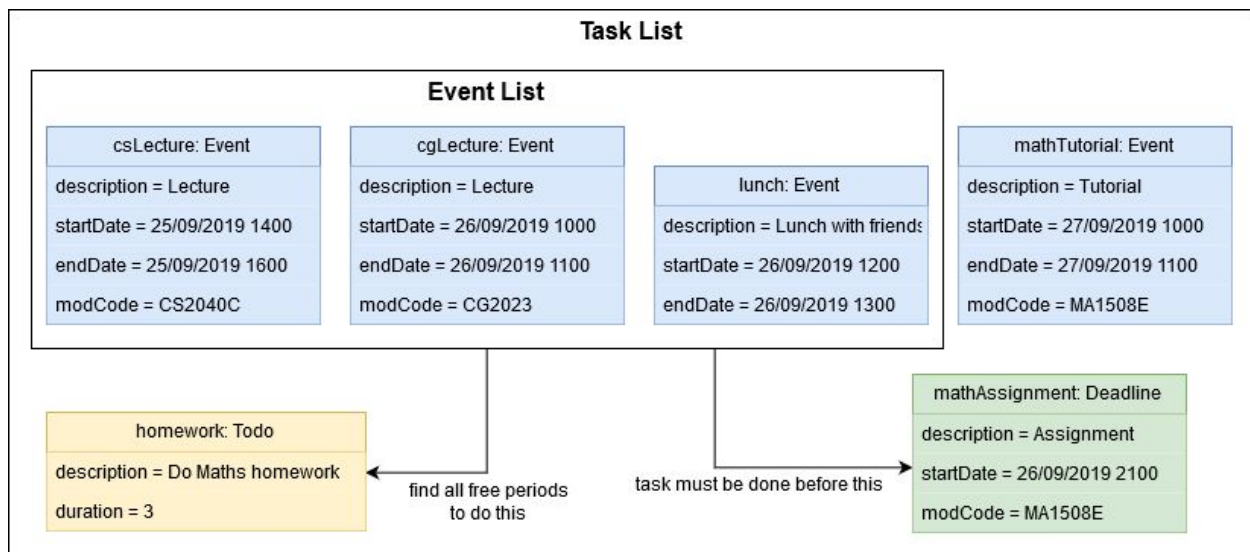 Task List
Event List
csLecture: Event
description = Lecture
startDate = 25/09/2019 1400
endDate = 25/09/2019 1600
modCode = CS2040C
cgLecture: Event
description = Lecture
startDate = 26/09/2019 1000
endDate = 26/09/2019 1100
modCode = CG2023
lunch: Event
description = Lunch with friends
startDate = 26/09/2019 1200
endDate = 26/09/2019 1300
mathTutorial: Event
description = Tutorial
startDate = 27/09/2019 1000
endDate = 27/09/2019 1100
modCode = MA1508E
homework: Todo
description = Do Maths homework
duration = 3
find all free periods
to do this
task must be done before this
mathAssignment: Deadline
description = Assignment
startDate = 26/09/2019 2100
modCode = MA1508E